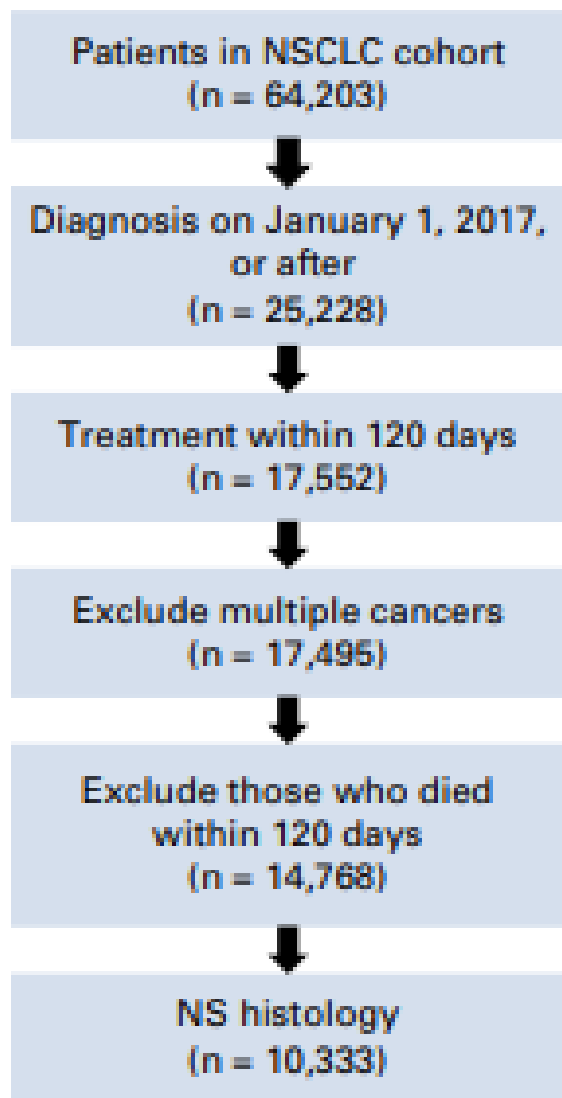 Patients in NSCLC cohort
(n = 64,203)
Diagnosis on January 1, 2017,
or after
(n = 25,228)
Treatment within 120 days
(n = 17,552)
Exclude multiple cancers
(n = 17,495)
Exclude those who died
within 120 days
(n = 14,768)
NS histology
(n = 10,333)